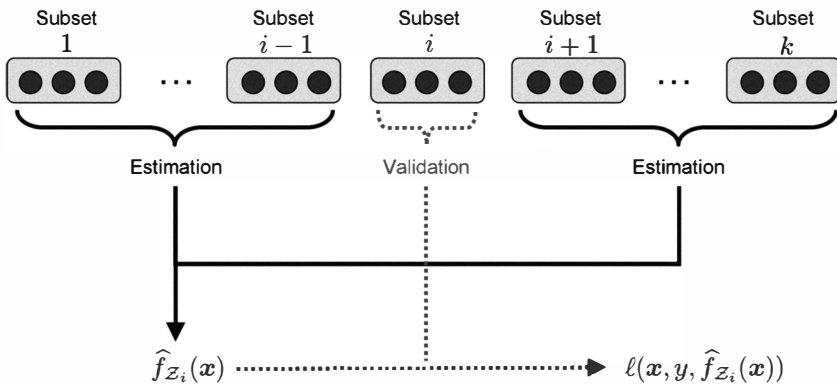 Subset Subset Subset Subset Subset
1 i − 1 i i + 1 k
··· ···
Estimation Validation Estimation
f̂_{𝒵_i}(𝒙) ℓ(𝒙, y, f̂_{𝒵_i}(𝒙))